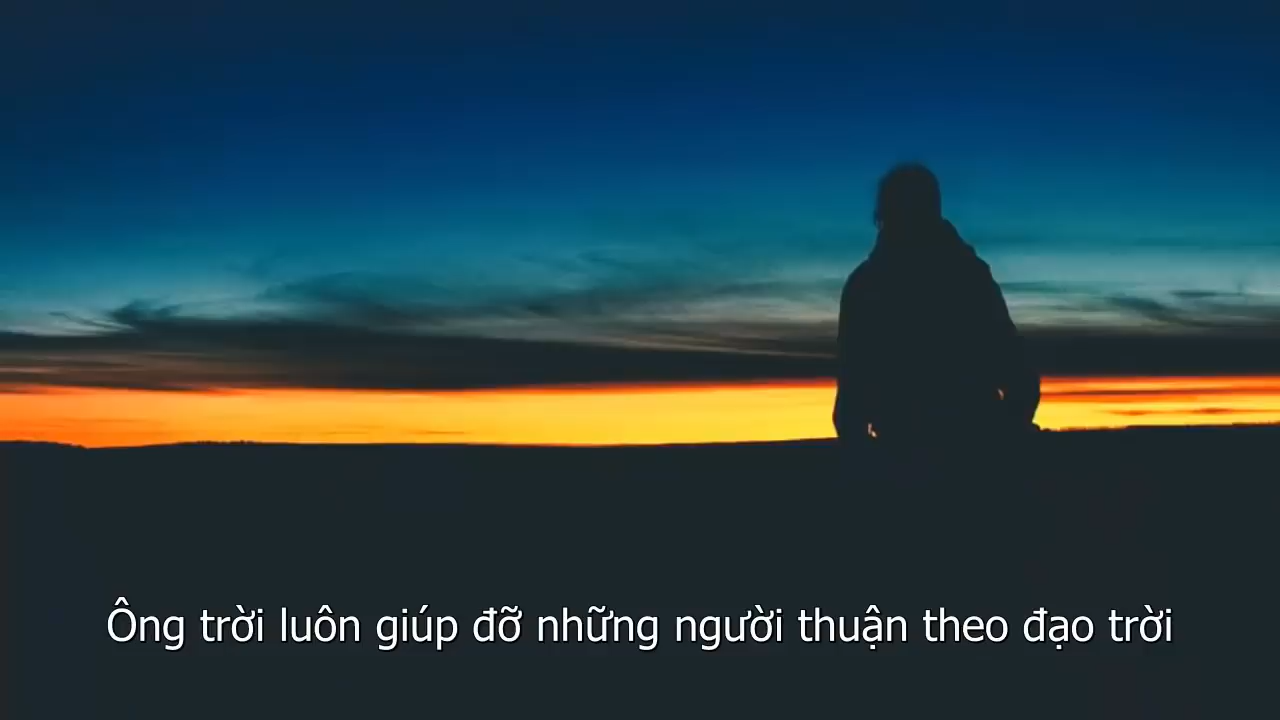 Ông trời luôn giúp đỡ những người thuận theo đạo trời